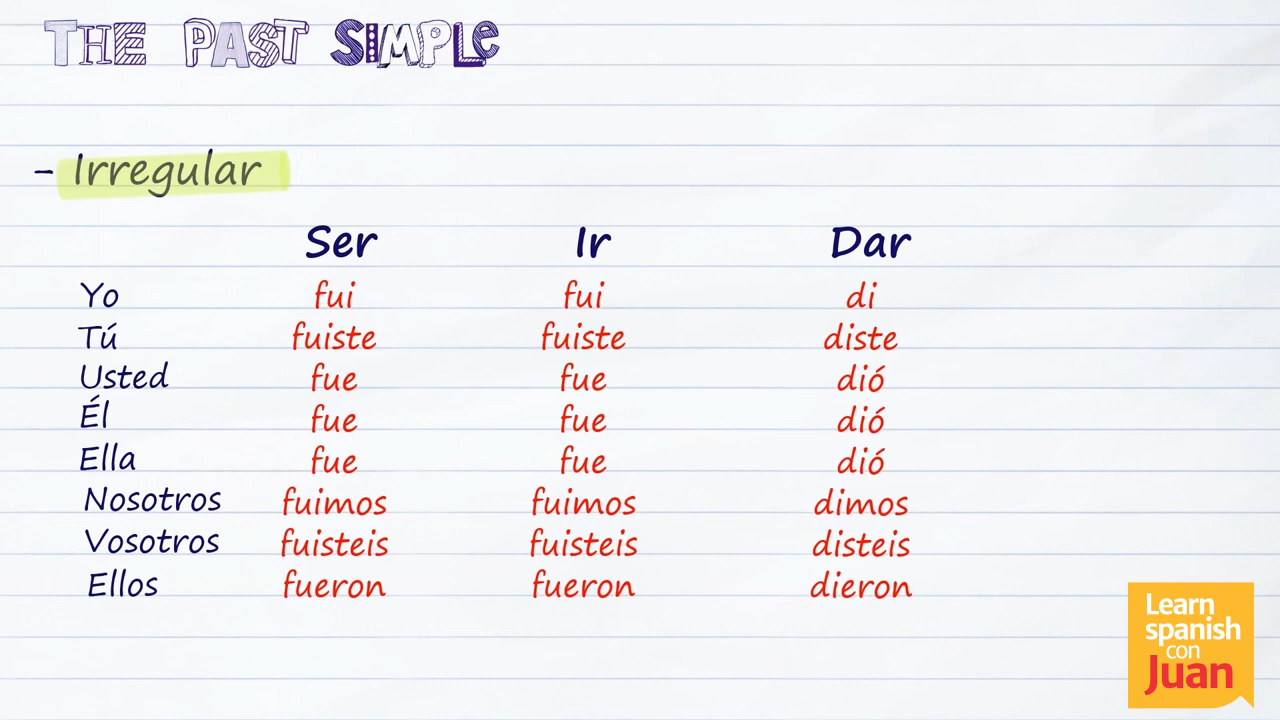 THE PAST SIMPLE
- Irregular
Ser Ir Dar
Yo fui fui di
Tú fuiste fuiste diste
Usted fue fue dió
Él fue fue dió
Ella fue fue dió
Nosotros fuimos fuimos dimos
Vosotros fuisteis fuisteis disteis
Ellos fueron fueron dieron
Learn
spanish
con
Juan